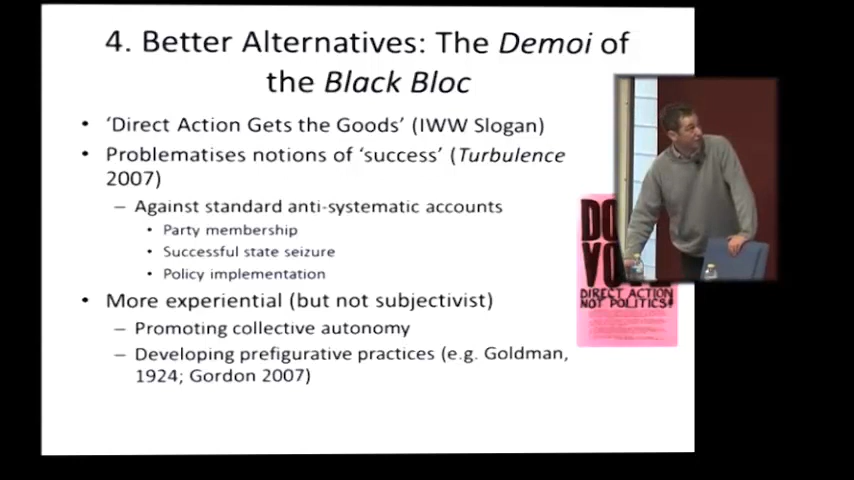 4. Better Alternatives: The Demoi of
the Black Bloc
• 'Direct Action Gets the Goods' (IWW Slogan)
• Problematises notions of 'success' (Turbulence
2007)
– Against standard anti-systematic accounts
• Party membership
• Successful state seizure
• Policy implementation
• More experiential (but not subjectivist)
– Promoting collective autonomy
– Developing prefigurative practices (e.g. Goldman,
1924; Gordon 2007)
DIRECT ACTION
NOT POLITICS!